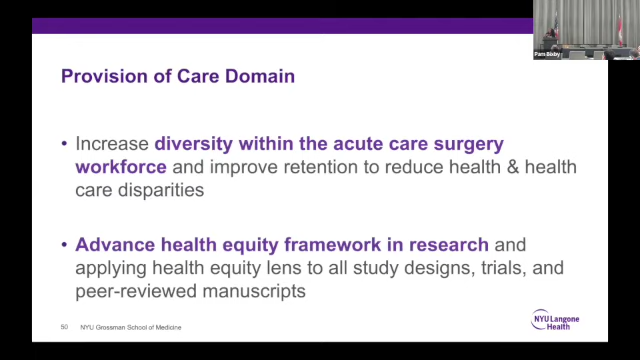 Pam Bixby
Provision of Care Domain
• Increase diversity within the acute care surgery
workforce and improve retention to reduce health & health
care disparities
• Advance health equity framework in research and
applying health equity lens to all study designs, trials, and
peer-reviewed manuscripts
50 NYU Grossman School of Medicine
NYU Langone
Health